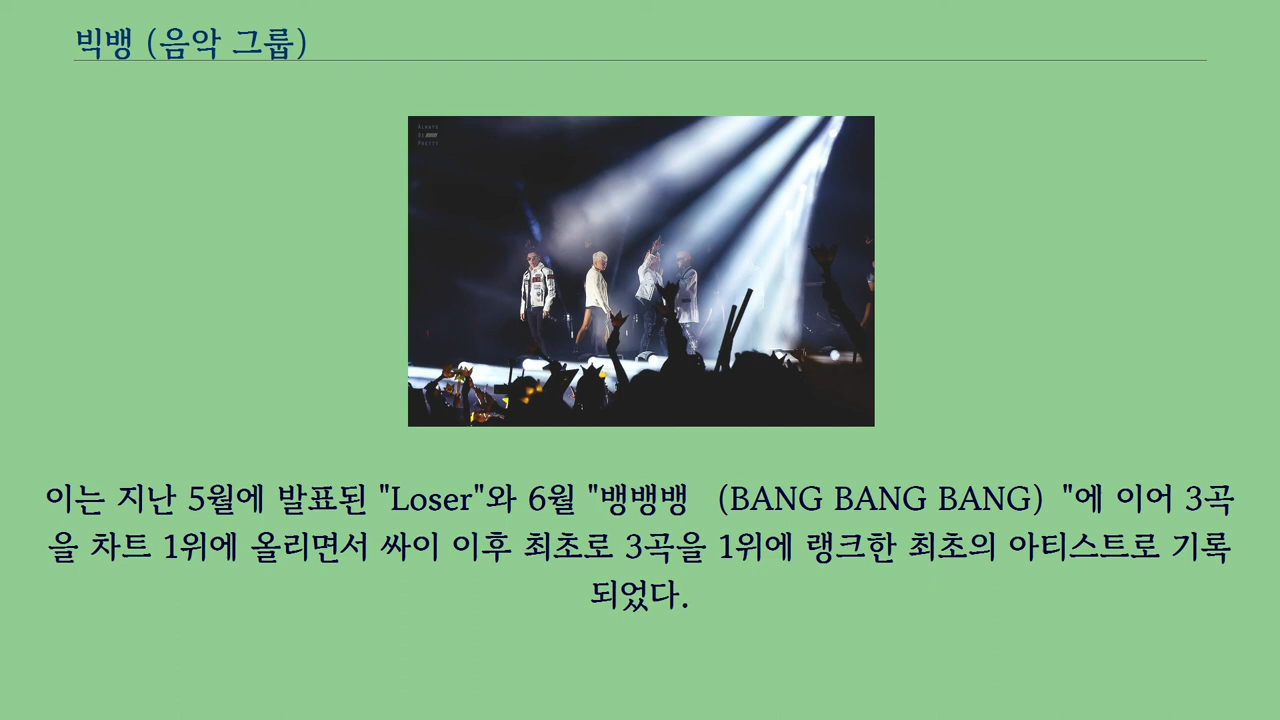 빅뱅 (음악 그룹)
ALWAYS
PRETTY
이는 지난 5월에 발표된 "Loser"와 6월 "뱅뱅뱅 （BANG BANG BANG）"에 이어 3곡
을 차트 1위에 올리면서 싸이 이후 최초로 3곡을 1위에 랭크한 최초의 아티스트로 기록
되었다.